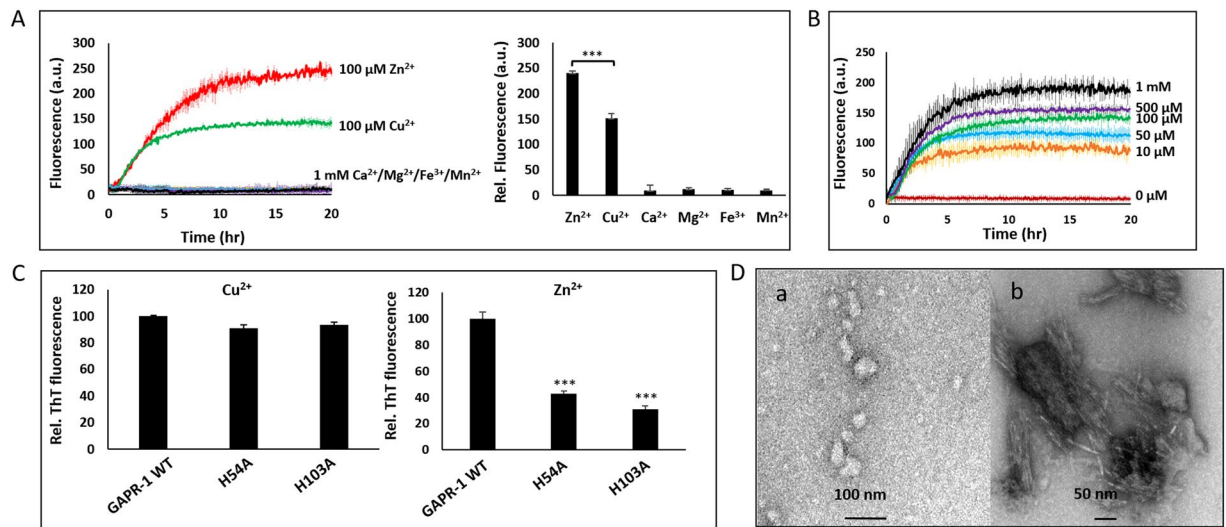 A
Fluorescence (a.u.)
300
250
200
150
100
50
0
100 µM Zn²⁺
100 µM Cu²⁺
1 mM Ca²⁺/Mg²⁺/Fe³⁺/Mn²⁺
0 5 10 15 20
Time (hr)
Rel. Fluorescence (a.u.)
300
250
200
150
100
50
0
***
Zn²⁺ Cu²⁺ Ca²⁺ Mg²⁺ Fe³⁺ Mn²⁺
B
Fluorescence (a.u.)
250
200
150
100
50
0
1 mM
500 µM
100 µM
50 µM
10 µM
0 µM
0 5 10 15 20
Time (hr)
C
Cu²⁺
Rel. ThT fluorescence
120
100
80
60
40
20
0
GAPR-1 WT H54A H103A
Zn²⁺
Rel. ThT fluorescence
120
100
80
60
40
20
0
*** ***
GAPR-1 WT H54A H103A
D
a
100 nm
b
50 nm